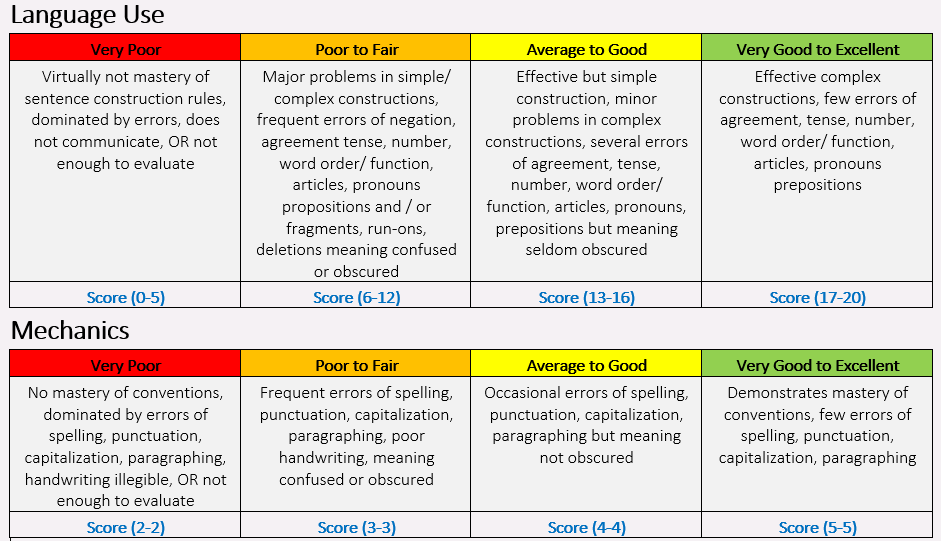 Language Use
Very Poor
Poor to Fair
Average to Good
Very Good to Excellent
Virtually not mastery of
sentence construction rules,
dominated by errors, does
not communicate, OR not
enough to evaluate
Major problems in simple/
complex constructions,
frequent errors of negation,
agreement tense, number,
word order/ function,
articles, pronouns
propositions and / or
fragments, run-ons,
deletions meaning confused
or obscured
Effective but simple
construction, minor
problems in complex
constructions, several errors
of agreement, tense,
number, word order/
function, articles, pronouns,
prepositions but meaning
seldom obscured
Effective complex
constructions, few errors of
agreement, tense, number,
word order/ function,
articles, pronouns
prepositions
Score (0-5)
Score (6-12)
Score (13-16)
Score (17-20)
Mechanics
Very Poor
Poor to Fair
Average to Good
Very Good to Excellent
No mastery of conventions,
dominated by errors of
spelling, punctuation,
capitalization, paragraphing,
handwriting illegible, OR not
enough to evaluate
Frequent errors of spelling,
punctuation, capitalization,
paragraphing, poor
handwriting, meaning
confused or obscured
Occasional errors of spelling,
punctuation, capitalization,
paragraphing but meaning
not obscured
Demonstrates mastery of
conventions, few errors of
spelling, punctuation,
capitalization, paragraphing
Score (2-2)
Score (3-3)
Score (4-4)
Score (5-5)